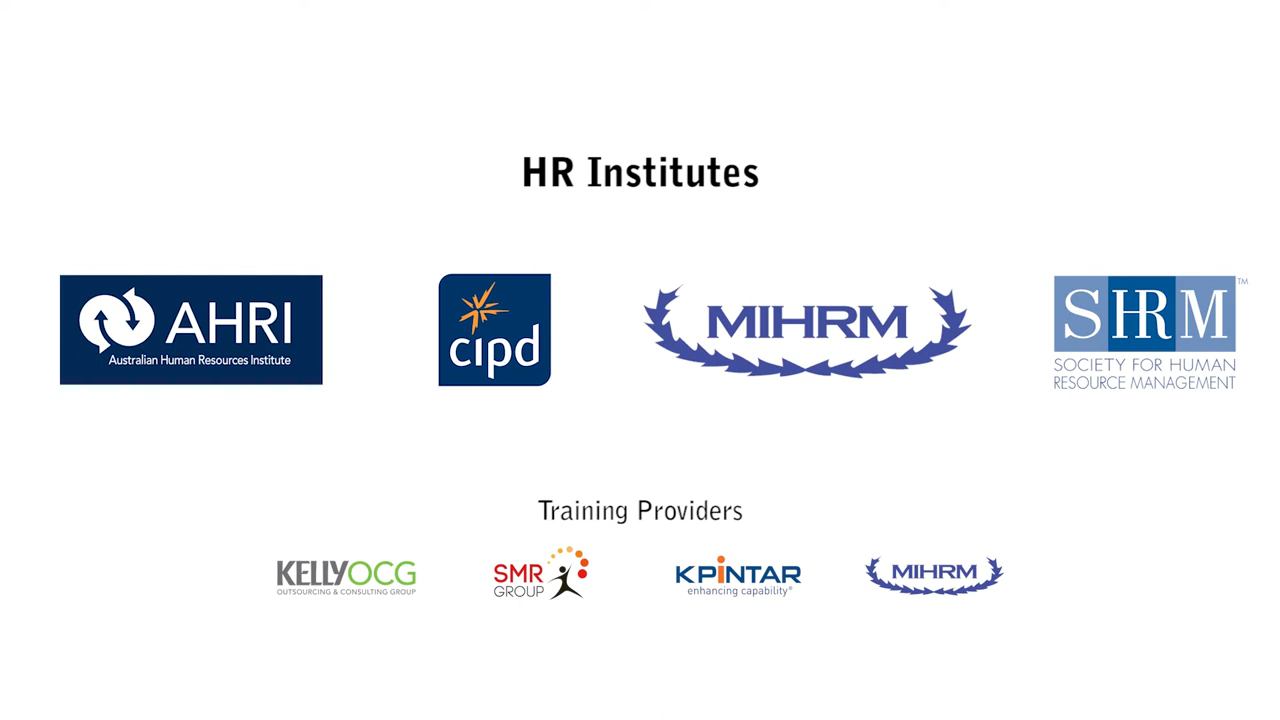 HR Institutes
AHRI
Australian Human Resources Institute
cipd
MIHRM
SHRM™
SOCIETY FOR HUMAN
RESOURCE MANAGEMENT
Training Providers
KELLYOCG
OUTSOURCING & CONSULTING GROUP
SMR
GROUP
KPiNTAR
enhancing capability®
MIHRM